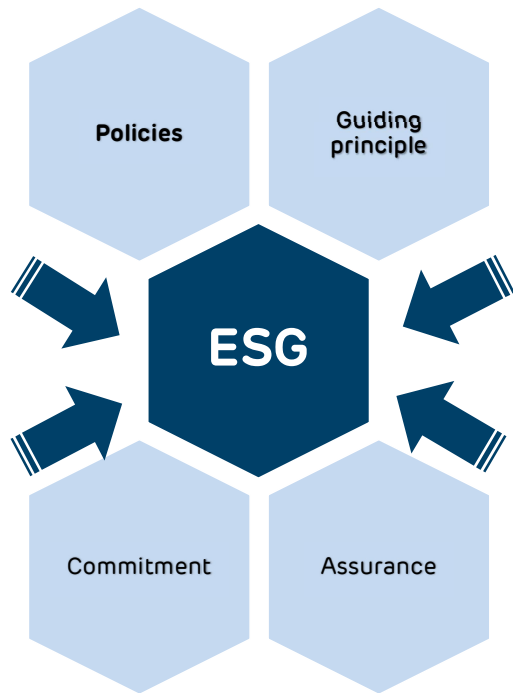 Policies
Guiding
principle
ESG
Commitment
Assurance